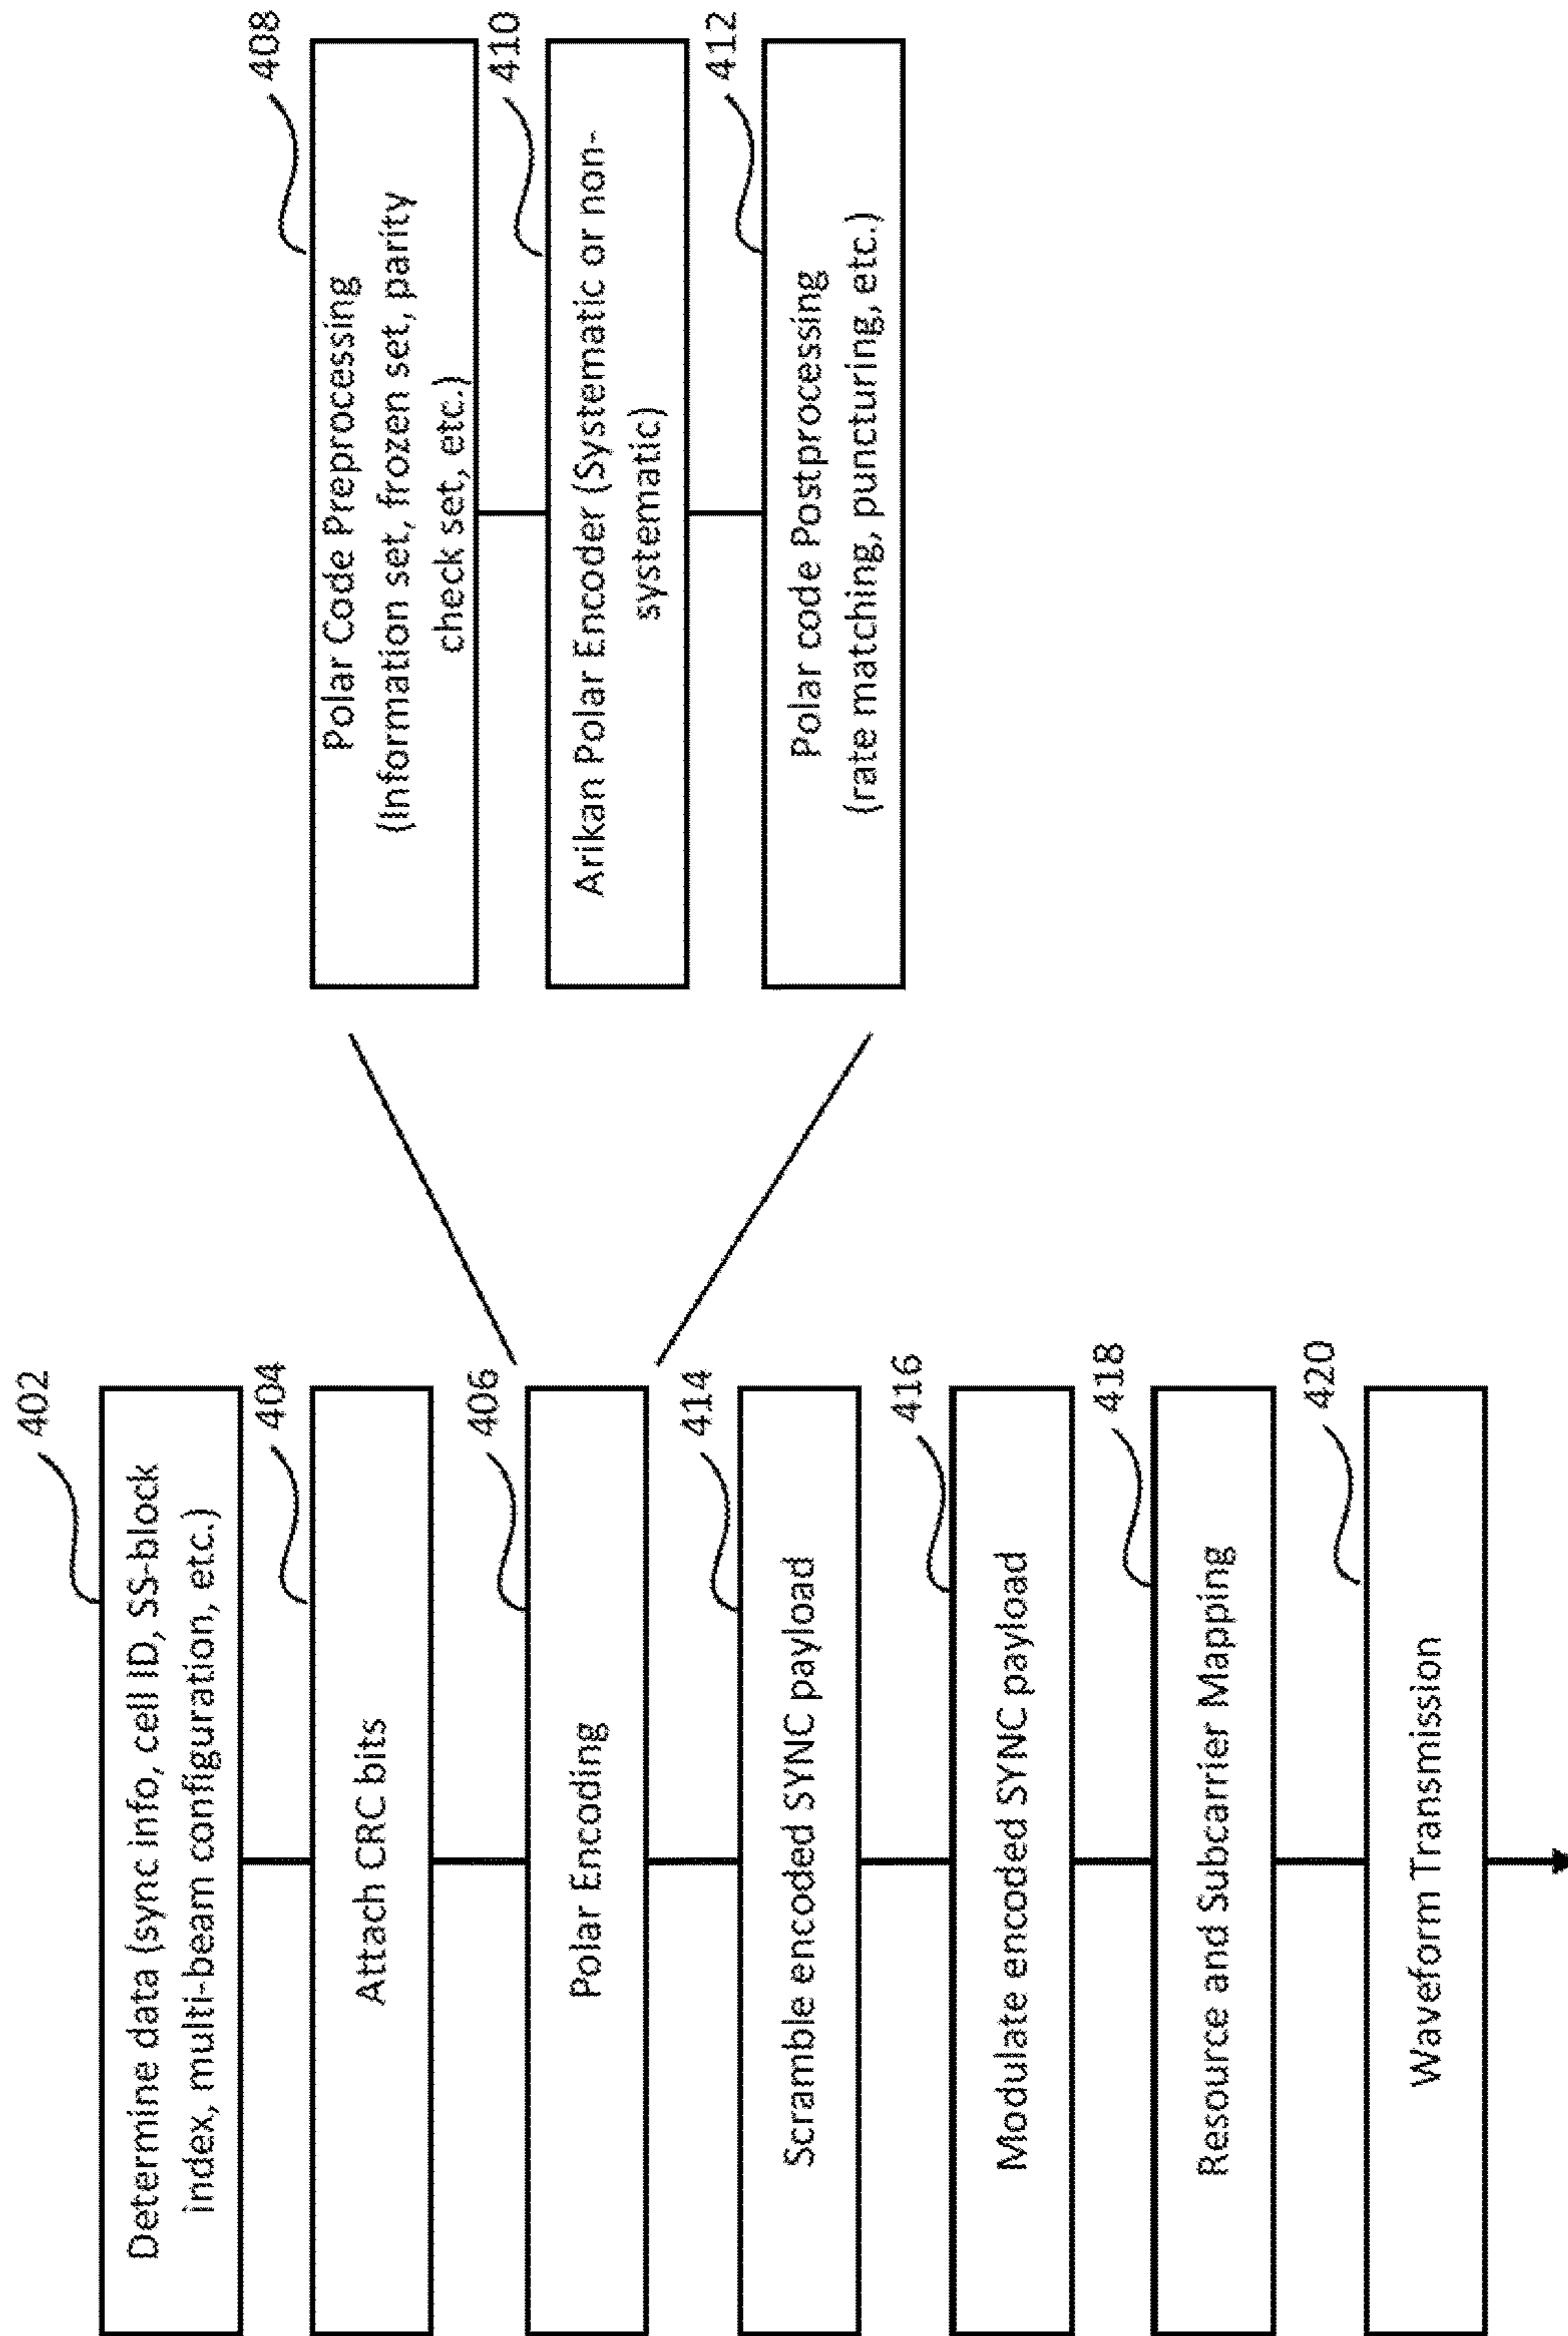 402
Determine data (sync info, cell ID, SS-block
index, multi-beam configuration, etc.)
404
Attach CRC bits
406
Polar Encoding
408
Polar Code Preprocessing
(Information set, frozen set, parity
check set, etc.)
410
Arikan Polar Encoder (Systematic or non-
systematic)
412
Polar code Postprocessing
(rate matching, puncturing, etc.)
414
Scramble encoded SYNC payload
416
Modulate encoded SYNC payload
418
Resource and Subcarrier Mapping
420
Waveform Transmission